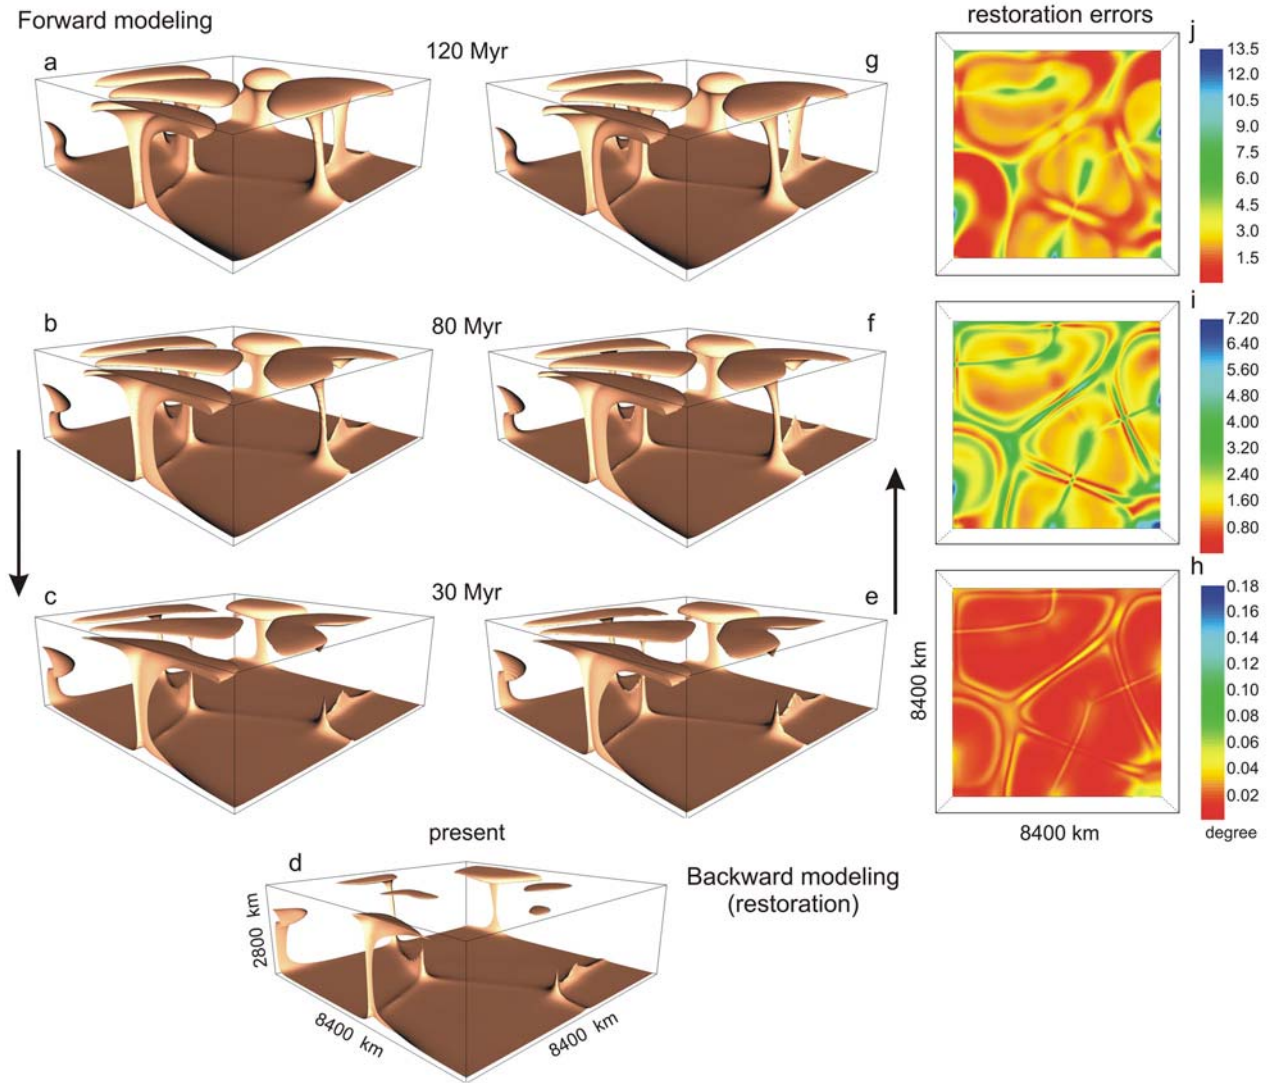 Forward modeling
restoration errors
a
120 Myr
g
j
13.5
12.0
10.5
9.0
7.5
6.0
4.5
3.0
1.5
b
80 Myr
f
i
7.20
6.40
5.60
4.80
4.00
3.20
2.40
1.60
0.80
c
30 Myr
e
h
0.18
0.16
0.14
0.12
0.10
0.08
0.06
0.04
0.02
degree
8400 km
8400 km
present
d
Backward modeling
(restoration)
2800 km
8400 km
8400 km